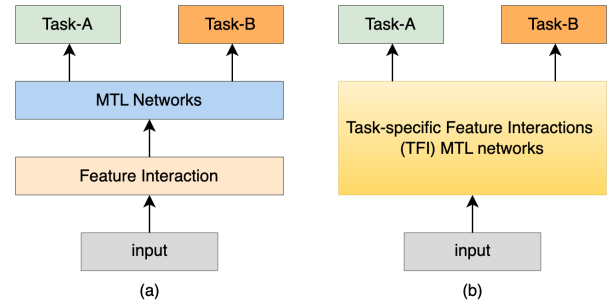 Task-A
Task-B
MTL Networks
Feature Interaction
input
(a)
Task-A
Task-B
Task-specific Feature Interactions
(TFI) MTL networks
input
(b)